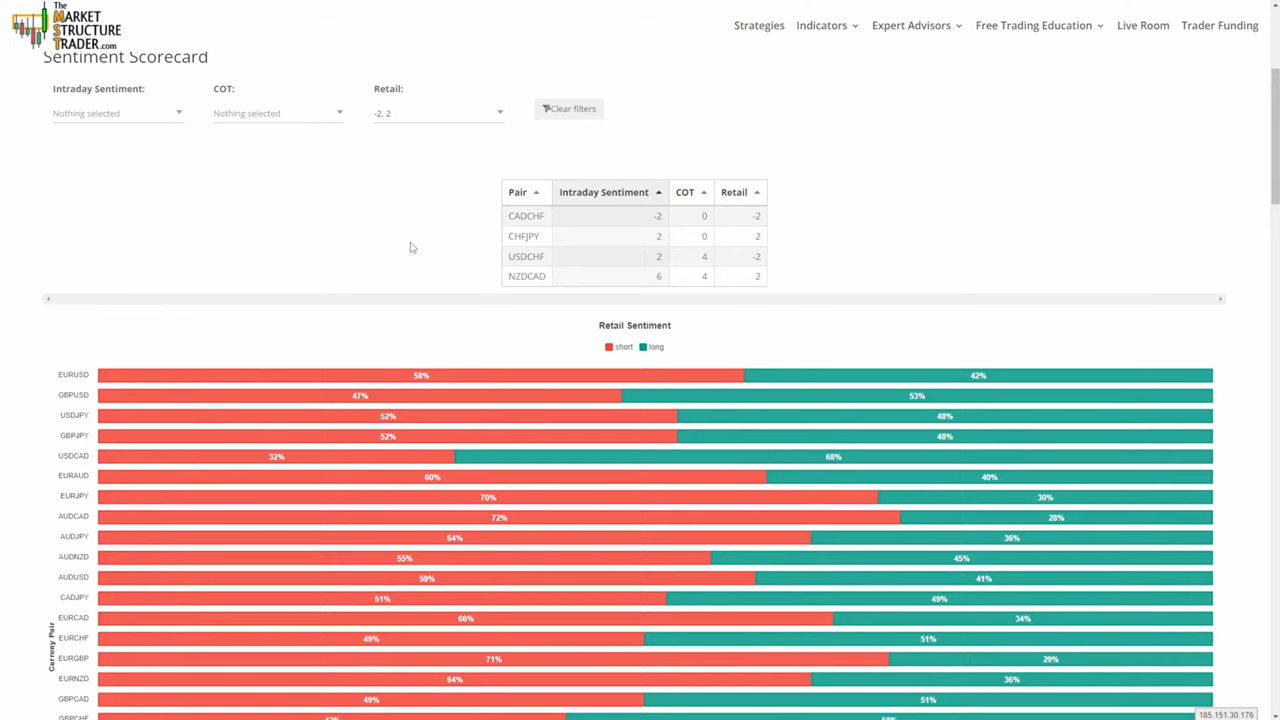 The
MARKET
STRUCTURE
TRADER.com
Strategies
Indicators
Expert Advisors
Free Trading Education
Live Room
Trader Funding
Sentiment Scorecard
Intraday Sentiment:
COT:
Retail:
Nothing selected
Nothing selected
-2, 2
Clear filters
Pair Intraday Sentiment COT Retail
CADCHF -2 0 -2
CHFJPY 2 0 2
USDCHF 2 4 -2
NZDCAD 6 4 2
Retail Sentiment
short long
EURUSD 58% 42%
GBPUSD 47% 53%
USDJPY 52% 48%
GBPJPY 52% 48%
USDCAD 32% 68%
EURAUD 60% 40%
EURJPY 70% 30%
AUDCAD 72% 28%
AUDJPY 64% 36%
AUDNZD 55% 45%
AUDUSD 59% 41%
CADJPY 51% 49%
EURCAD 66% 34%
EURCHF 49% 51%
EURGBP 71% 29%
EURNZD 64% 36%
GBPCAD 49% 51%
GBPCHF
Curreny Pair
185.151.30.176